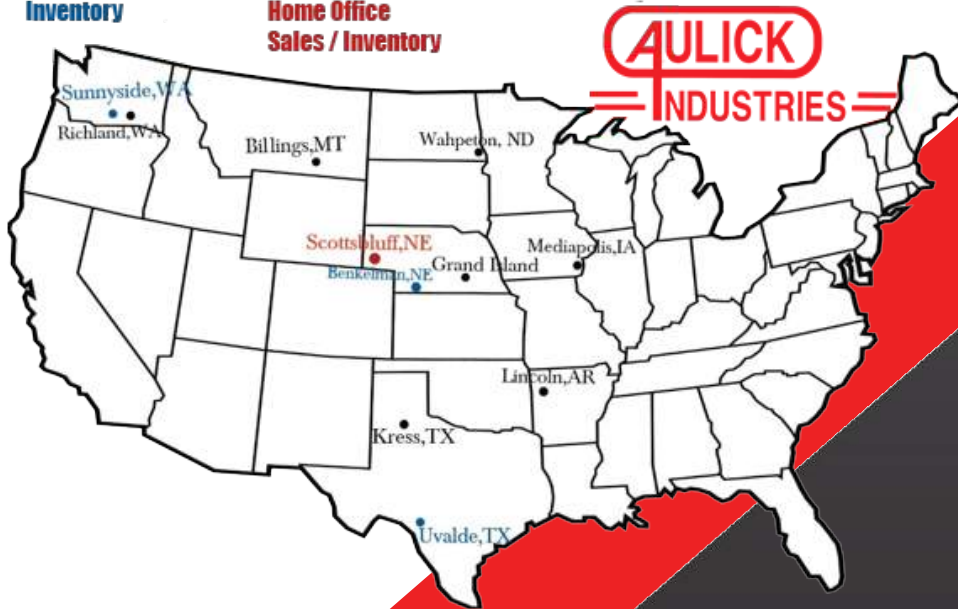 Inventory
Home Office
Sales / Inventory
AULICK
INDUSTRIES
Sunnyside,WA
Richland,WA
Billings,MT
Wahpeton, ND
Scottsbluff,NE
Benkelman,NE
Grand Island
Mediapolis,IA
Lincoln,AR
Kress,TX
Uvalde,TX